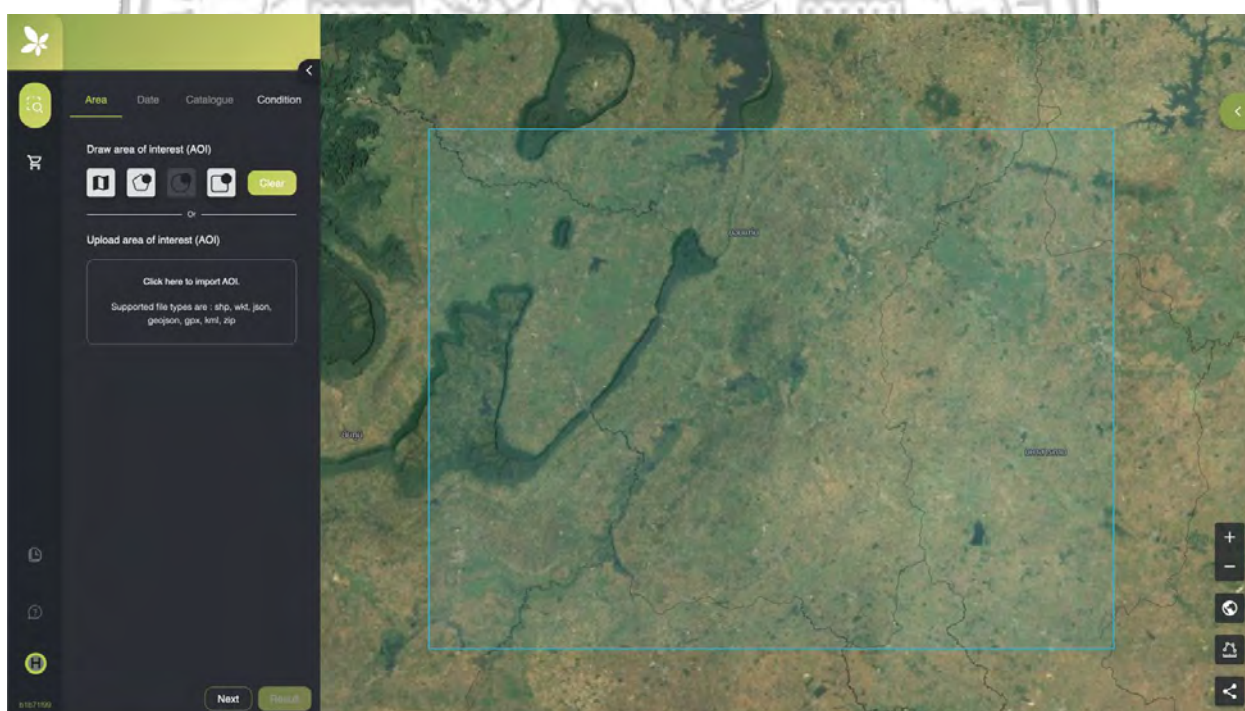 Area Date Catalogue Condition
Draw area of interest (AOI)
Clear
Or
Upload area of interest (AOI)
Click here to import AOI.
Supported file types are : shp, wkt, json,
geojson, gpx, kml, zip
Next Result